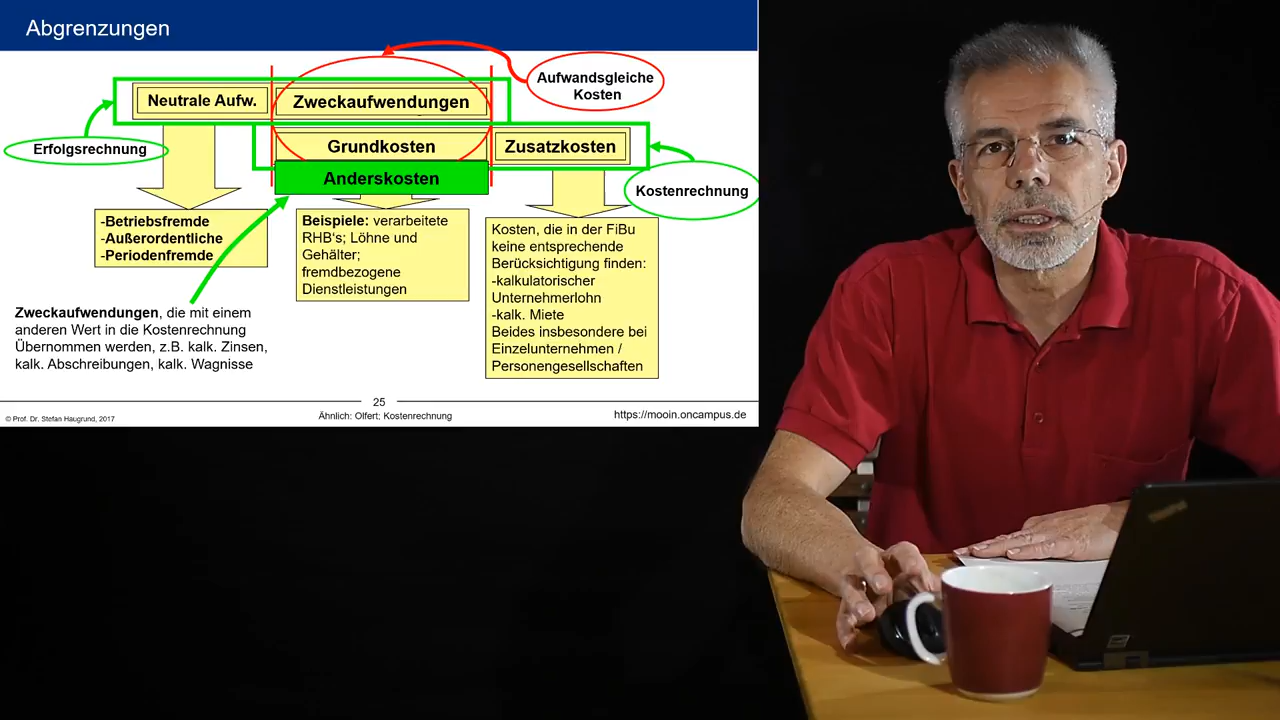 Abgrenzungen
Aufwandsgleiche
Kosten
Neutrale Aufw.
Zweckaufwendungen
Erfolgsrechnung
Grundkosten
Zusatzkosten
Anderskosten
Kostenrechnung
-Betriebsfremde
-Außerordentliche
-Periodenfremde
Beispiele: verarbeitete
RHB's; Löhne und
Gehälter;
fremdbezogene
Dienstleistungen
Kosten, die in der FiBu
keine entsprechende
Berücksichtigung finden:
-kalkulatorischer
Unternehmerlohn
-kalk. Miete
Beides insbesondere bei
Einzelunternehmen /
Personengesellschaften
Zweckaufwendungen, die mit einem
anderen Wert in die Kostenrechnung
Übernommen werden, z.B. kalk. Zinsen,
kalk. Abschreibungen, kalk. Wagnisse
25
© Prof. Dr. Stefan Haugrund, 2017
Ähnlich: Olfert; Kostenrechnung
https://mooin.oncampus.de
ThinkPad